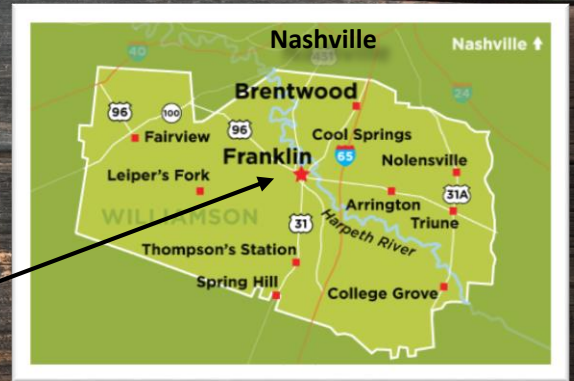 Nashville
Nashville ↑
40
431
24
Brentwood
96
100
96
Cool Springs
Fairview
Franklin
65
Nolensville
Leiper's Fork
31A
WILLIAMSON
Arrington
31
Harpeth River
Triune
Thompson's Station
Spring Hill
College Grove